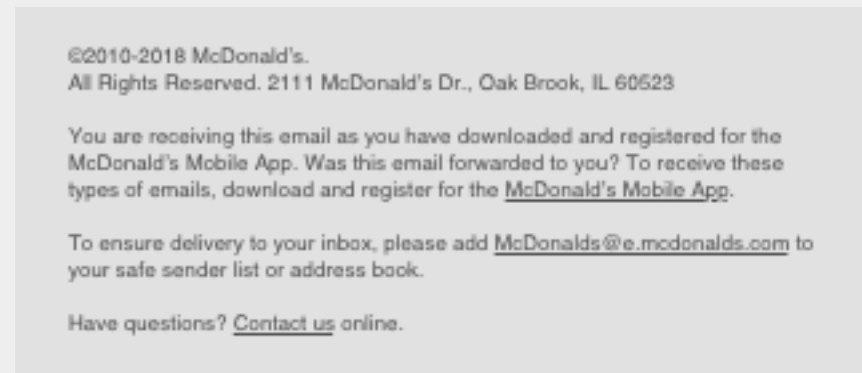 ©2010-2018 McDonald's.
All Rights Reserved. 2111 McDonald's Dr., Oak Brook, IL 60523
You are receiving this email as you have downloaded and registered for the
McDonald's Mobile App. Was this email forwarded to you? To receive these
types of emails, download and register for the McDonald's Mobile App.
To ensure delivery to your inbox, please add McDonalds@e.mcdonalds.com to
your safe sender list or address book.
Have questions? Contact us online.